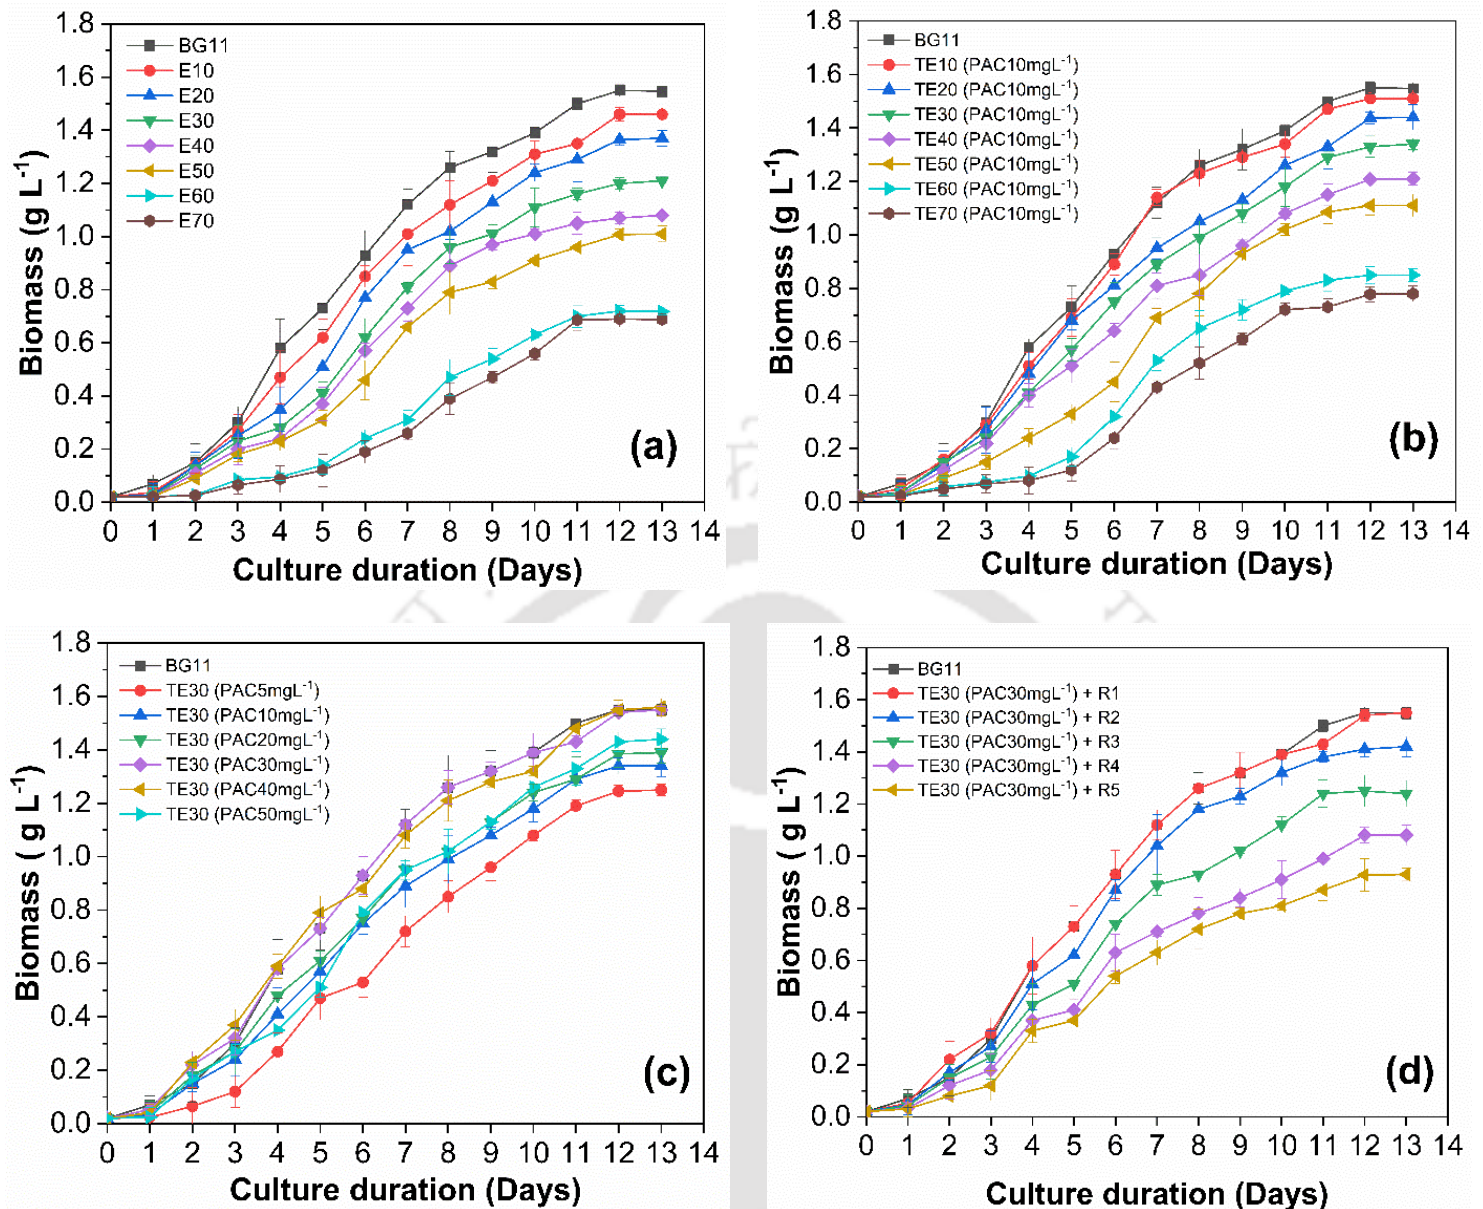 1.8
1.6
1.4
1.2
1.0
0.8
0.6
0.4
0.2
0.0
Biomass (g L⁻¹)
BG11
E10
E20
E30
E40
E50
E60
E70
(a)
0 1 2 3 4 5 6 7 8 9 10 11 12 13 14
Culture duration (Days)
1.8
1.6
1.4
1.2
1.0
0.8
0.6
0.4
0.2
0.0
Biomass (g L⁻¹)
BG11
TE10 (PAC10mgL⁻¹)
TE20 (PAC10mgL⁻¹)
TE30 (PAC10mgL⁻¹)
TE40 (PAC10mgL⁻¹)
TE50 (PAC10mgL⁻¹)
TE60 (PAC10mgL⁻¹)
TE70 (PAC10mgL⁻¹)
(b)
0 1 2 3 4 5 6 7 8 9 10 11 12 13 14
Culture duration (Days)
1.8
1.6
1.4
1.2
1.0
0.8
0.6
0.4
0.2
0.0
Biomass ( g L⁻¹)
BG11
TE30 (PAC5mgL⁻¹)
TE30 (PAC10mgL⁻¹)
TE30 (PAC20mgL⁻¹)
TE30 (PAC30mgL⁻¹)
TE30 (PAC40mgL⁻¹)
TE30 (PAC50mgL⁻¹)
(c)
0 1 2 3 4 5 6 7 8 9 10 11 12 13 14
Culture duration (Days)
1.8
1.6
1.4
1.2
1.0
0.8
0.6
0.4
0.2
0.0
Biomass ( g L⁻¹)
BG11
TE30 (PAC30mgL⁻¹) + R1
TE30 (PAC30mgL⁻¹) + R2
TE30 (PAC30mgL⁻¹) + R3
TE30 (PAC30mgL⁻¹) + R4
TE30 (PAC30mgL⁻¹) + R5
(d)
0 1 2 3 4 5 6 7 8 9 10 11 12 13 14
Culture duration (Days)